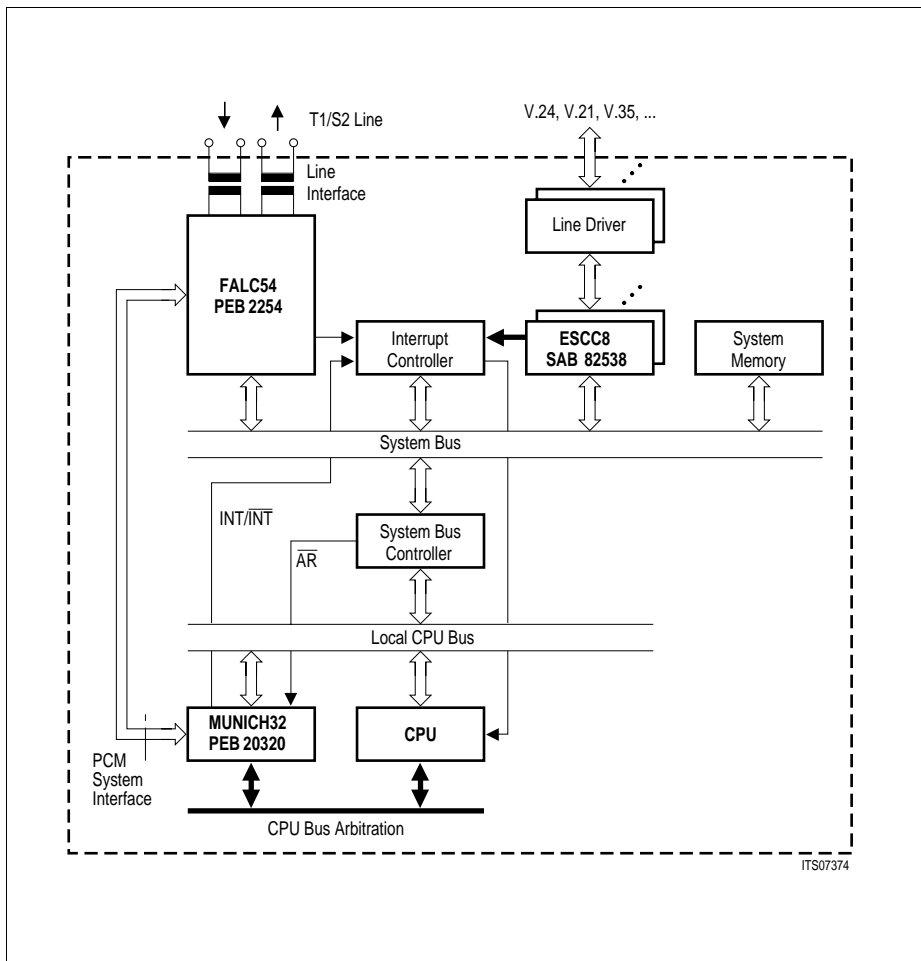 T1/S2 Line
V.24, V.21, V.35, ...
Line
Interface
Line Driver
FALC54
PEB 2254
Interrupt
Controller
ESCC8
SAB 82538
System
Memory
System Bus
INT/I̅N̅T̅
System Bus
Controller
A̅R̅
Local CPU Bus
MUNICH32
PEB 20320
CPU
PCM
System
Interface
CPU Bus Arbitration
ITS07374